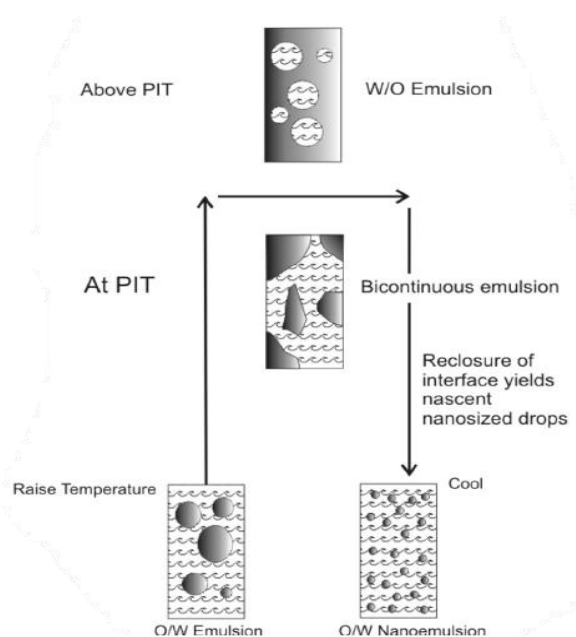 Above PIT
W/O Emulsion
At PIT
Bicontinuous emulsion
Reclosure of
interface yields
nascent
nanosized drops
Raise Temperature
Cool
O/W Emulsion
O/W Nanoemulsion